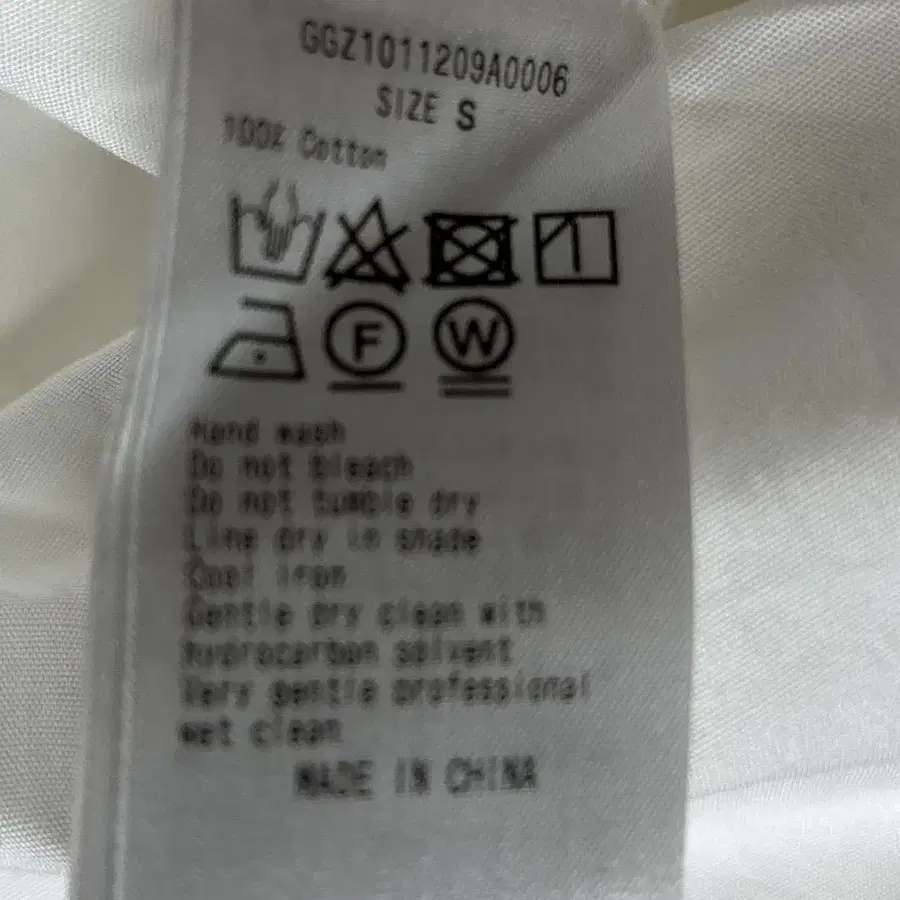 GGZ1011209A0006
SIZE S
100% Cotton
F W
Hand wash
Do not bleach
Do not tumble dry
Line dry in shade
Cool iron
Gentle dry clean with
hydrocarbon solvent
Very gentle professional
wet clean
MADE IN CHINA